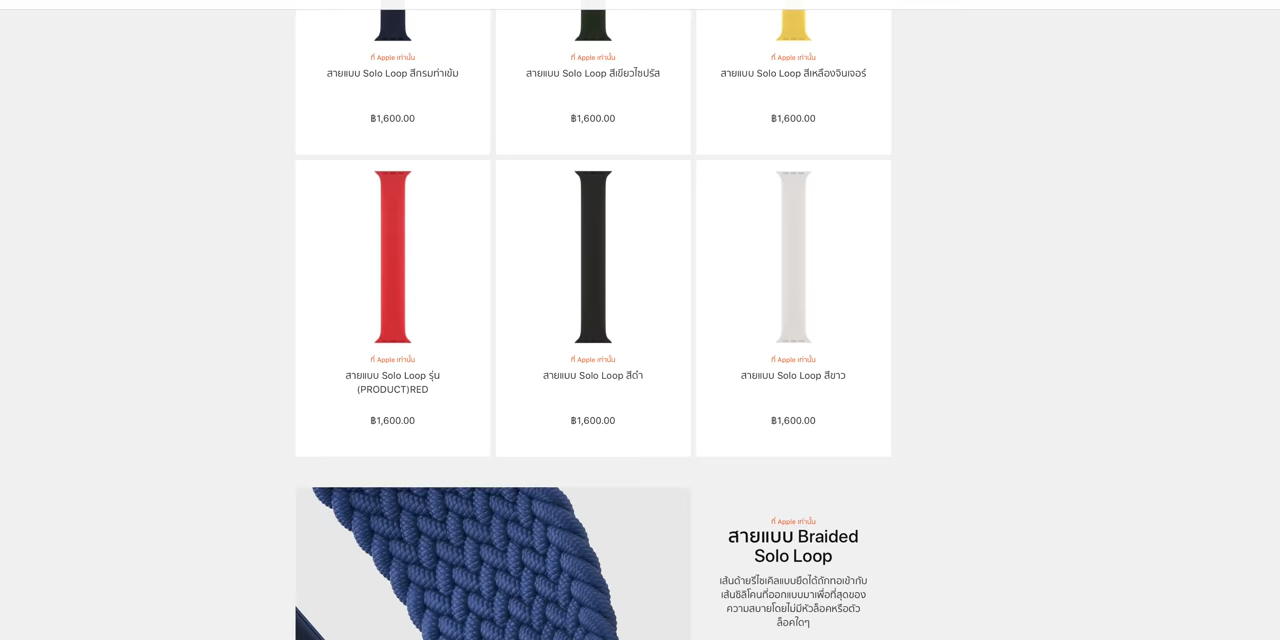 ที่ Apple เท่านั้น
สายแบบ Solo Loop สีกรมท่าเข้ม
฿1,600.00
ที่ Apple เท่านั้น
สายแบบ Solo Loop สีเขียวไซปรัส
฿1,600.00
ที่ Apple เท่านั้น
สายแบบ Solo Loop สีเหลืองจินเจอร์
฿1,600.00
ที่ Apple เท่านั้น
สายแบบ Solo Loop รุ่น
(PRODUCT)RED
฿1,600.00
ที่ Apple เท่านั้น
สายแบบ Solo Loop สีดำ
฿1,600.00
ที่ Apple เท่านั้น
สายแบบ Solo Loop สีขาว
฿1,600.00
ที่ Apple เท่านั้น
สายแบบ Braided
Solo Loop
เส้นด้ายรีไซเคิลแบบยืดได้ถักทอเข้ากับ
เส้นซิลิโคนที่ออกแบบมาเพื่อที่สุดของ
ความสบายโดยไม่มีหัวล็อคหรือตัว
ล็อคใดๆ